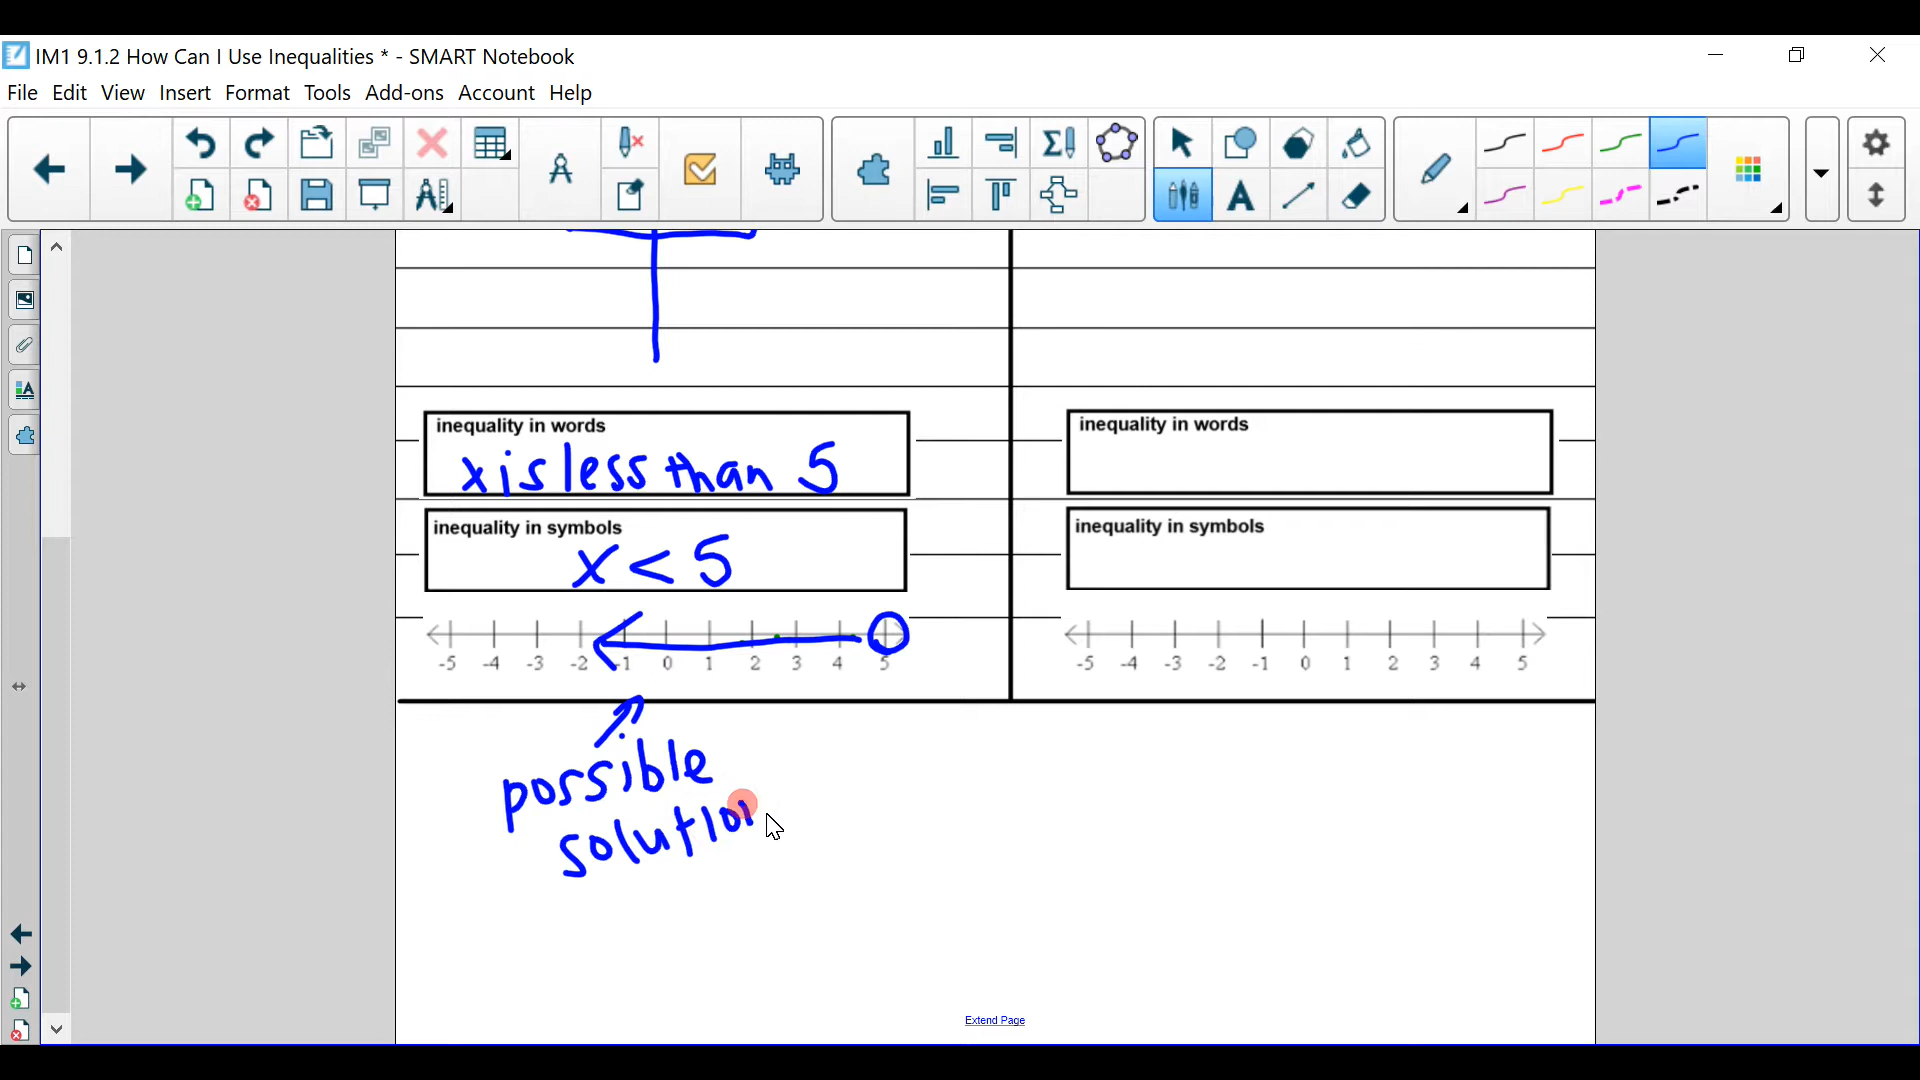 IM1 9.1.2 How Can I Use Inequalities * - SMART Notebook
File Edit View Insert Format Tools Add-ons Account Help
inequality in words
x is less than 5
inequality in symbols
x < 5
-5 -4 -3 -2 -1 0 1 2 3 4 5
possible
solution
inequality in words
inequality in symbols
-5 -4 -3 -2 -1 0 1 2 3 4 5
Extend Page